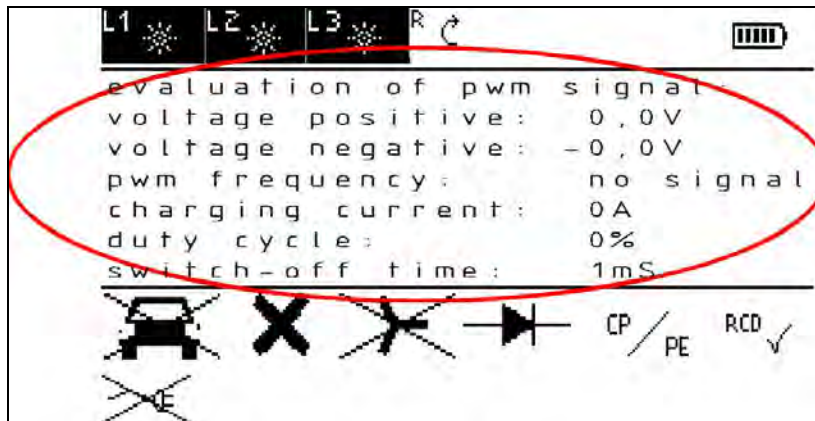 L1 L2 L3 R
evaluation of pwm signal:
voltage positive: 0,0V
voltage negative: -0,0V
pwm frequency: no signal
charging current: 0A
duty cycle: 0%
switch-off time: 1mS
CP/PE RCD